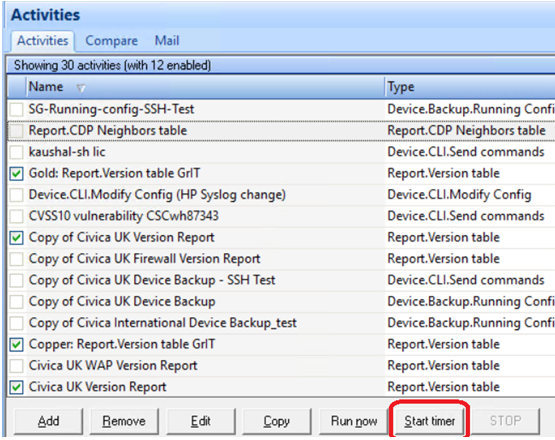 Activities
Activities Compare Mail
Showing 30 activities (with 12 enabled)
Name Type
SG-Running-config-SSH-Test Device.Backup.Running Confi
Report.CDP Neighbors table Report.CDP Neighbors table
kaushal-sh lic Device.CLI.Send commands
Gold: Report.Version table GrIT Report.Version table
Device.CLI.Modify Config (HP Syslog change) Device.CLI.Modify Config
CVSS10 vulnerability CSCwh87343 Device.CLI.Send commands
Copy of Civica UK Version Report Report.Version table
Copy of Civica UK Firewall Version Report Report.Version table
Copy of Civica UK Device Backup - SSH Test Device.CLI.Send commands
Copy of Civica UK Device Backup Device.Backup.Running Confi
Copy of Civica International Device Backup_test Device.Backup.Running Confi
Copper: Report.Version table GrIT Report.Version table
Civica UK WAP Version Report Report.Version table
Civica UK Version Report Report.Version table
Add Remove Edit Copy Run now Start timer STOP